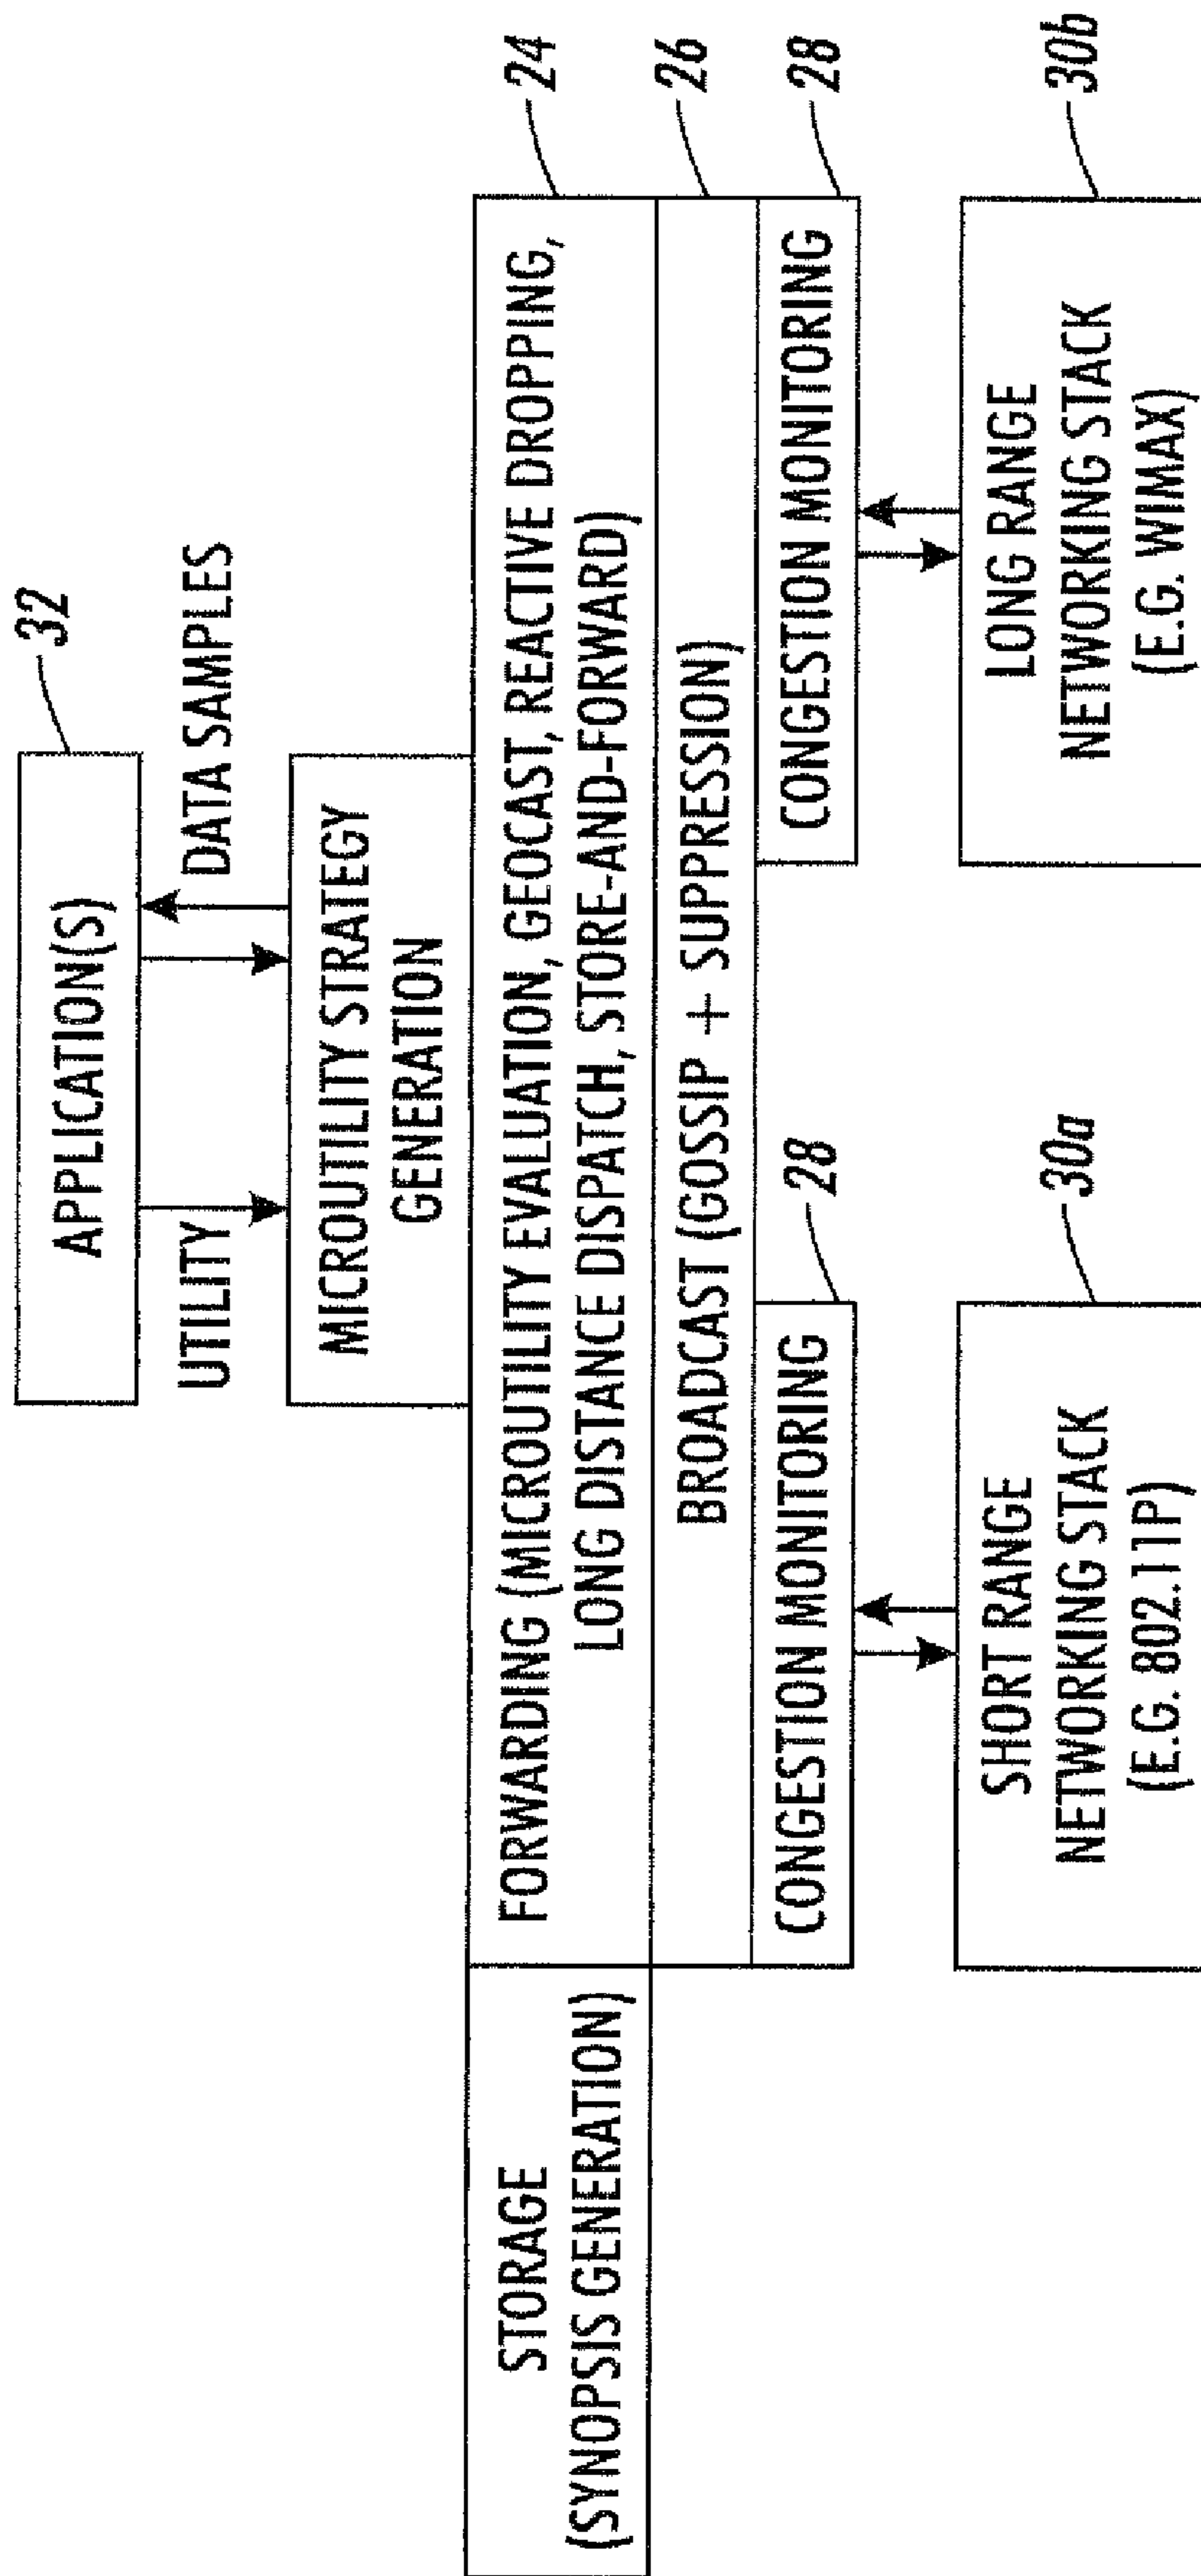 32
APPLICATION(S)
UTILITY
DATA SAMPLES
MICROUTILITY STRATEGY
GENERATION
24
STORAGE
(SYNOPSIS GENERATION)
FORWARDING (MICROUTILITY EVALUATION, GEOCAST, REACTIVE DROPPING,
LONG DISTANCE DISPATCH, STORE-AND-FORWARD)
26
BROADCAST (GOSSIP + SUPPRESSION)
28
CONGESTION MONITORING
28
CONGESTION MONITORING
30a
SHORT RANGE
NETWORKING STACK
(E.G. 802.11P)
30b
LONG RANGE
NETWORKING STACK
(E.G. WIMAX)